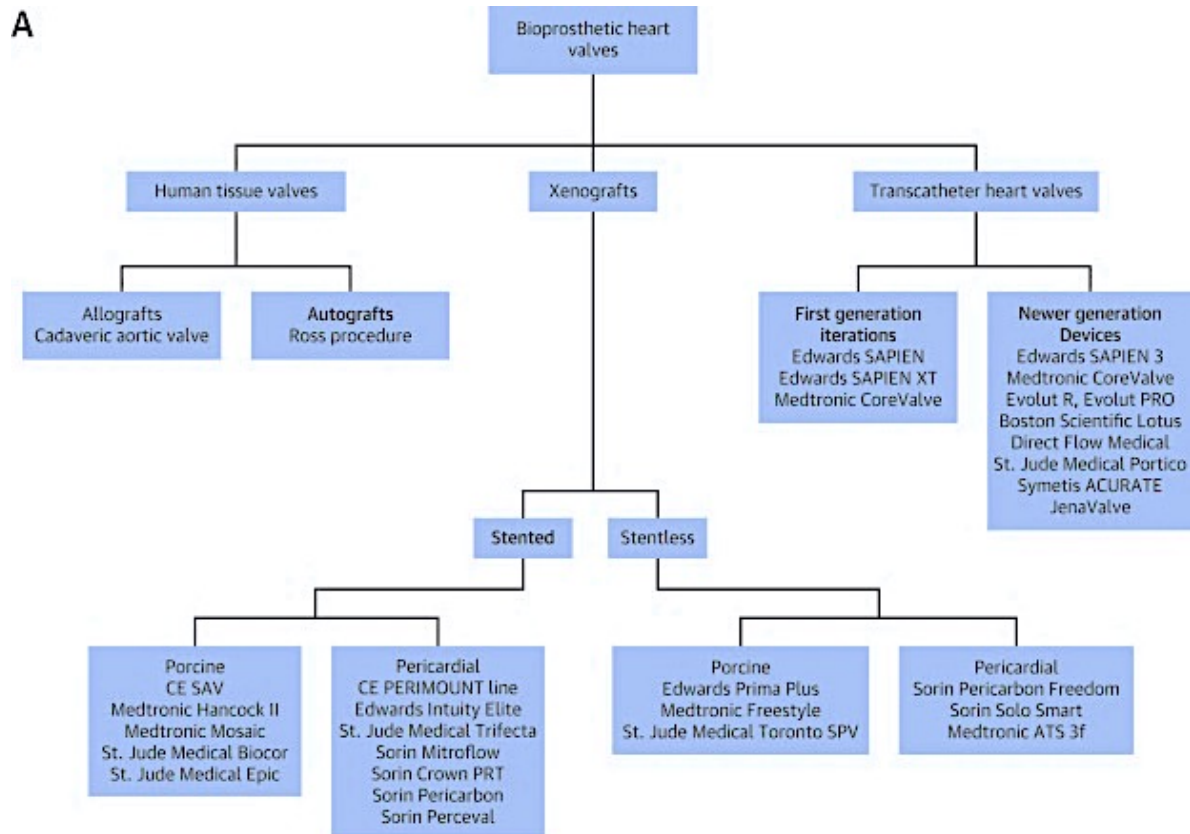 A
Bioprosthetic heart
valves
Human tissue valves
Xenografts
Transcatheter heart valves
Allografts
Cadaveric aortic valve
Autografts
Ross procedure
First generation
iterations
Edwards SAPIEN
Edwards SAPIEN XT
Medtronic CoreValve
Newer generation
Devices
Edwards SAPIEN 3
Medtronic CoreValve
Evolut R, Evolut PRO
Boston Scientific Lotus
Direct Flow Medical
St. Jude Medical Portico
Symetis ACURATE
JenaValve
Stented
Stentless
Porcine
CE SAV
Medtronic Hancock II
Medtronic Mosaic
St. Jude Medical Biocor
St. Jude Medical Epic
Pericardial
CE PERIMOUNT line
Edwards Intuity Elite
St. Jude Medical Trifecta
Sorin Mitroflow
Sorin Crown PRT
Sorin Pericarbon
Sorin Perceval
Porcine
Edwards Prima Plus
Medtronic Freestyle
St. Jude Medical Toronto SPV
Pericardial
Sorin Pericarbon Freedom
Sorin Solo Smart
Medtronic ATS 3f